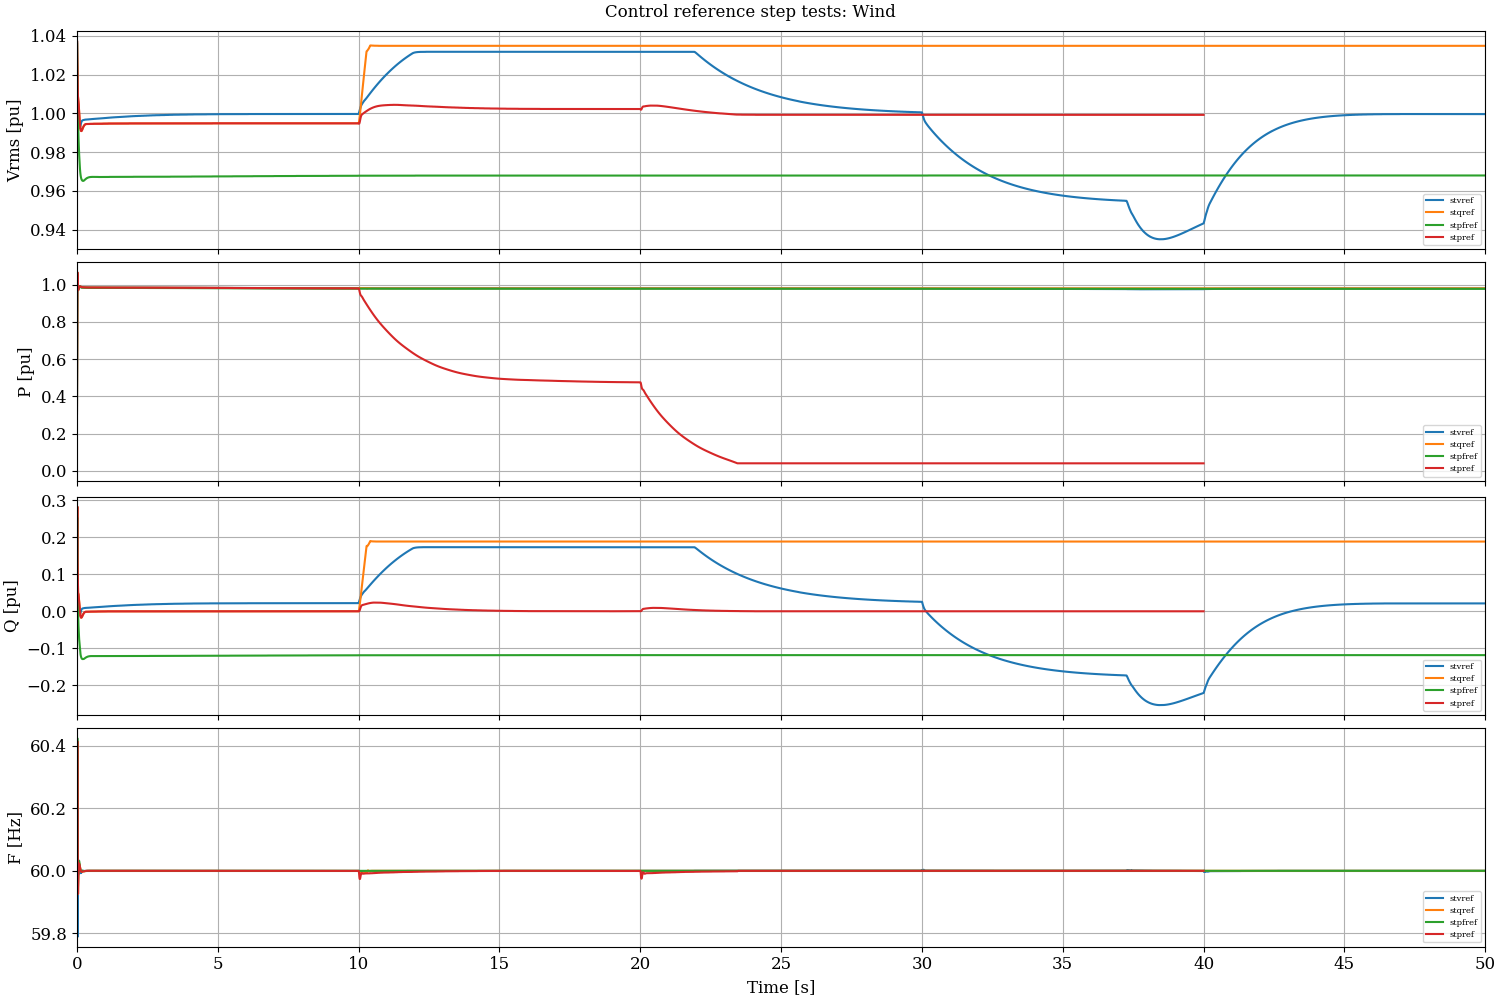 Control reference step tests: Wind
Vrms [pu]
1.04
1.02
1.00
0.98
0.96
0.94
stvref
stqref
stpfref
stpref
P [pu]
1.0
0.8
0.6
0.4
0.2
0.0
stvref
stqref
stpfref
stpref
Q [pu]
0.3
0.2
0.1
0.0
−0.1
−0.2
stvref
stqref
stpfref
stpref
F [Hz]
60.4
60.2
60.0
59.8
stvref
stqref
stpfref
stpref
0 5 10 15 20 25 30 35 40 45 50
Time [s]